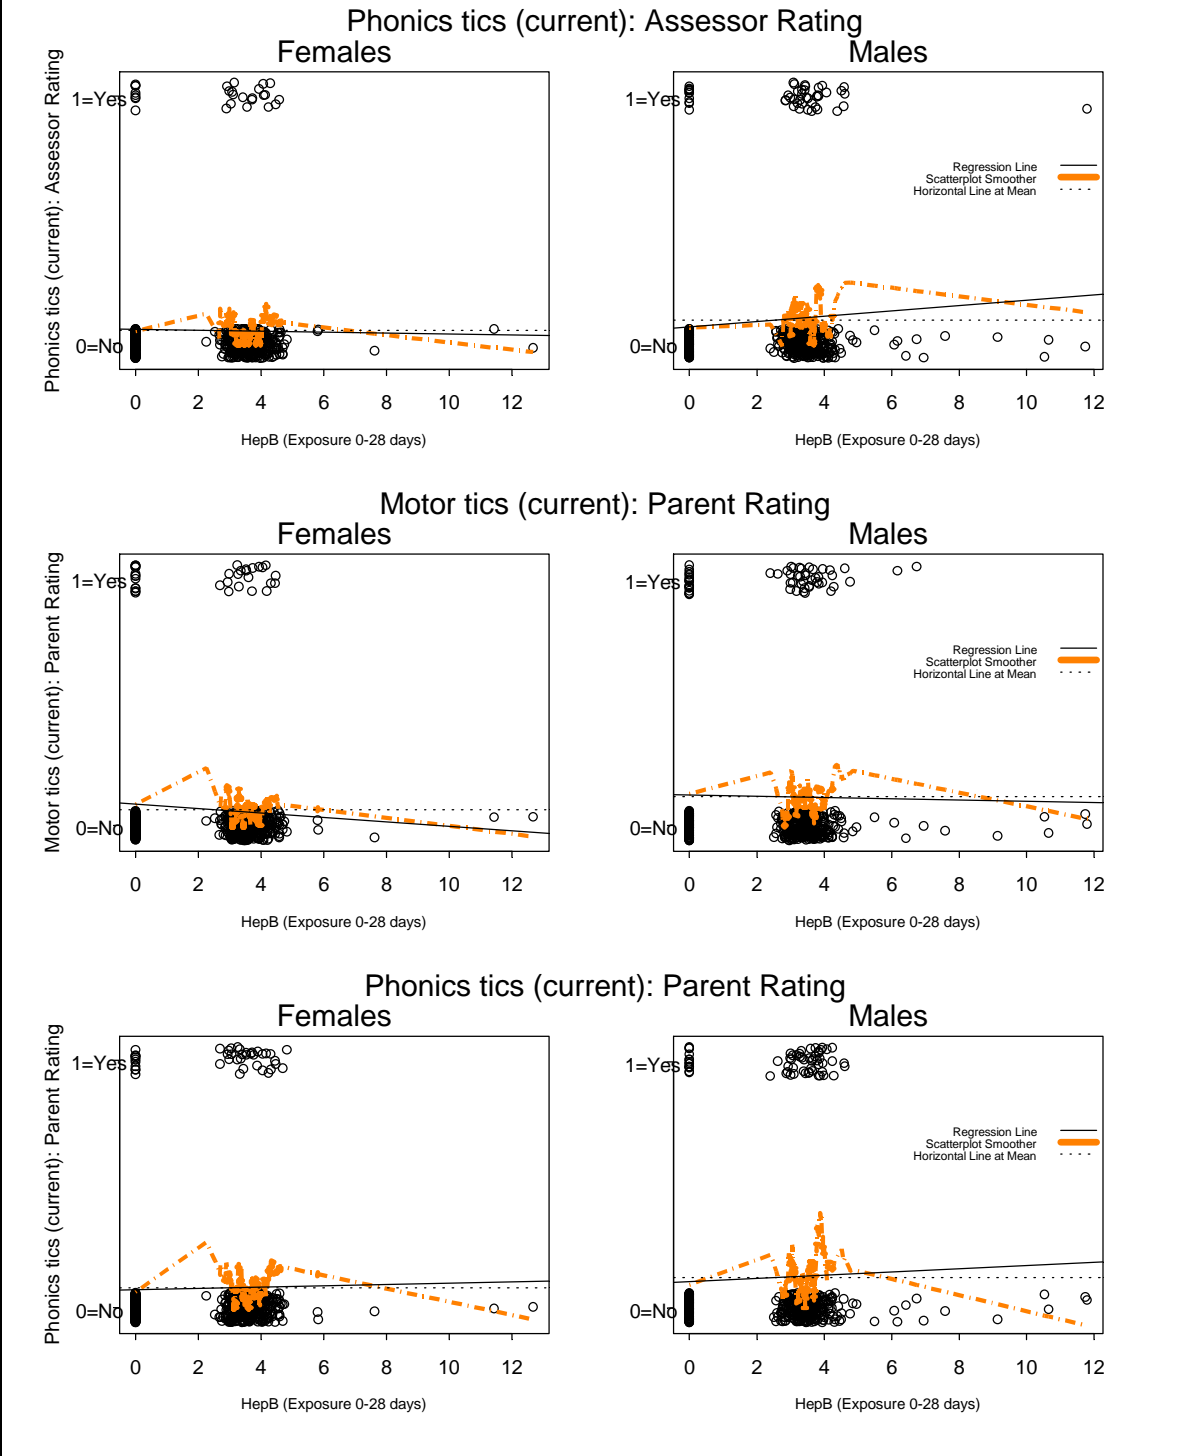 Phonics tics (current): Assessor Rating
Females
Males
Phonics tics (current): Assessor Rating
1=Yes
0=No
0 2 4 6 8 10 12
HepB (Exposure 0-28 days)
1=Yes
0=No
Regression Line
Scatterplot Smoother
Horizontal Line at Mean
0 2 4 6 8 10 12
HepB (Exposure 0-28 days)
Motor tics (current): Parent Rating
Females
Males
Motor tics (current): Parent Rating
1=Yes
0=No
0 2 4 6 8 10 12
HepB (Exposure 0-28 days)
1=Yes
0=No
Regression Line
Scatterplot Smoother
Horizontal Line at Mean
0 2 4 6 8 10 12
HepB (Exposure 0-28 days)
Phonics tics (current): Parent Rating
Females
Males
Phonics tics (current): Parent Rating
1=Yes
0=No
0 2 4 6 8 10 12
HepB (Exposure 0-28 days)
1=Yes
0=No
Regression Line
Scatterplot Smoother
Horizontal Line at Mean
0 2 4 6 8 10 12
HepB (Exposure 0-28 days)